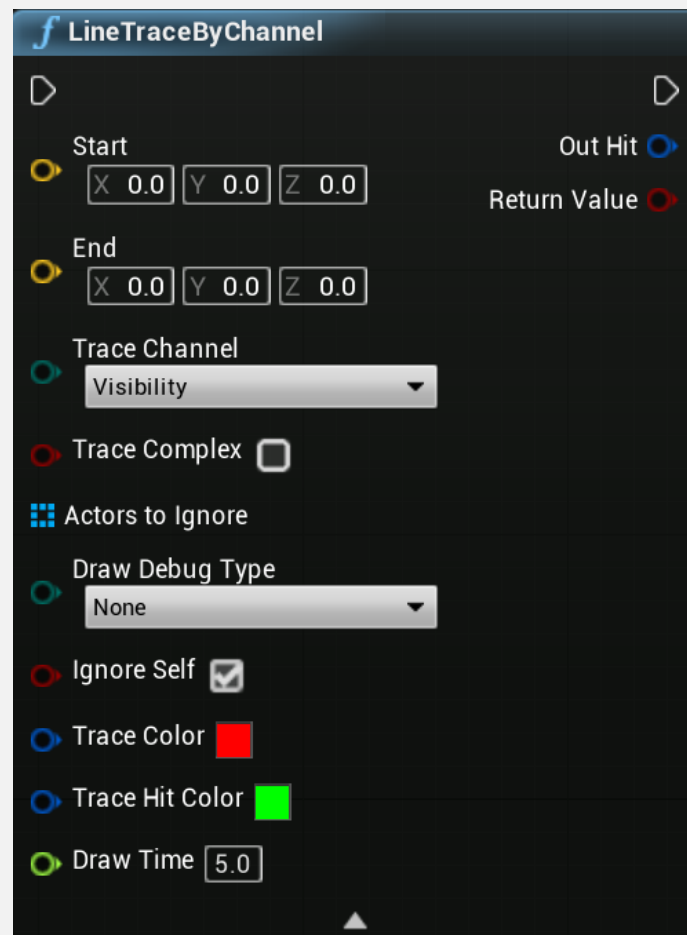 f LineTraceByChannel
Start
Out Hit
X 0.0 Y 0.0 Z 0.0
Return Value
End
X 0.0 Y 0.0 Z 0.0
Trace Channel
Visibility
Trace Complex
Actors to Ignore
Draw Debug Type
None
Ignore Self
Trace Color
Trace Hit Color
Draw Time 5.0